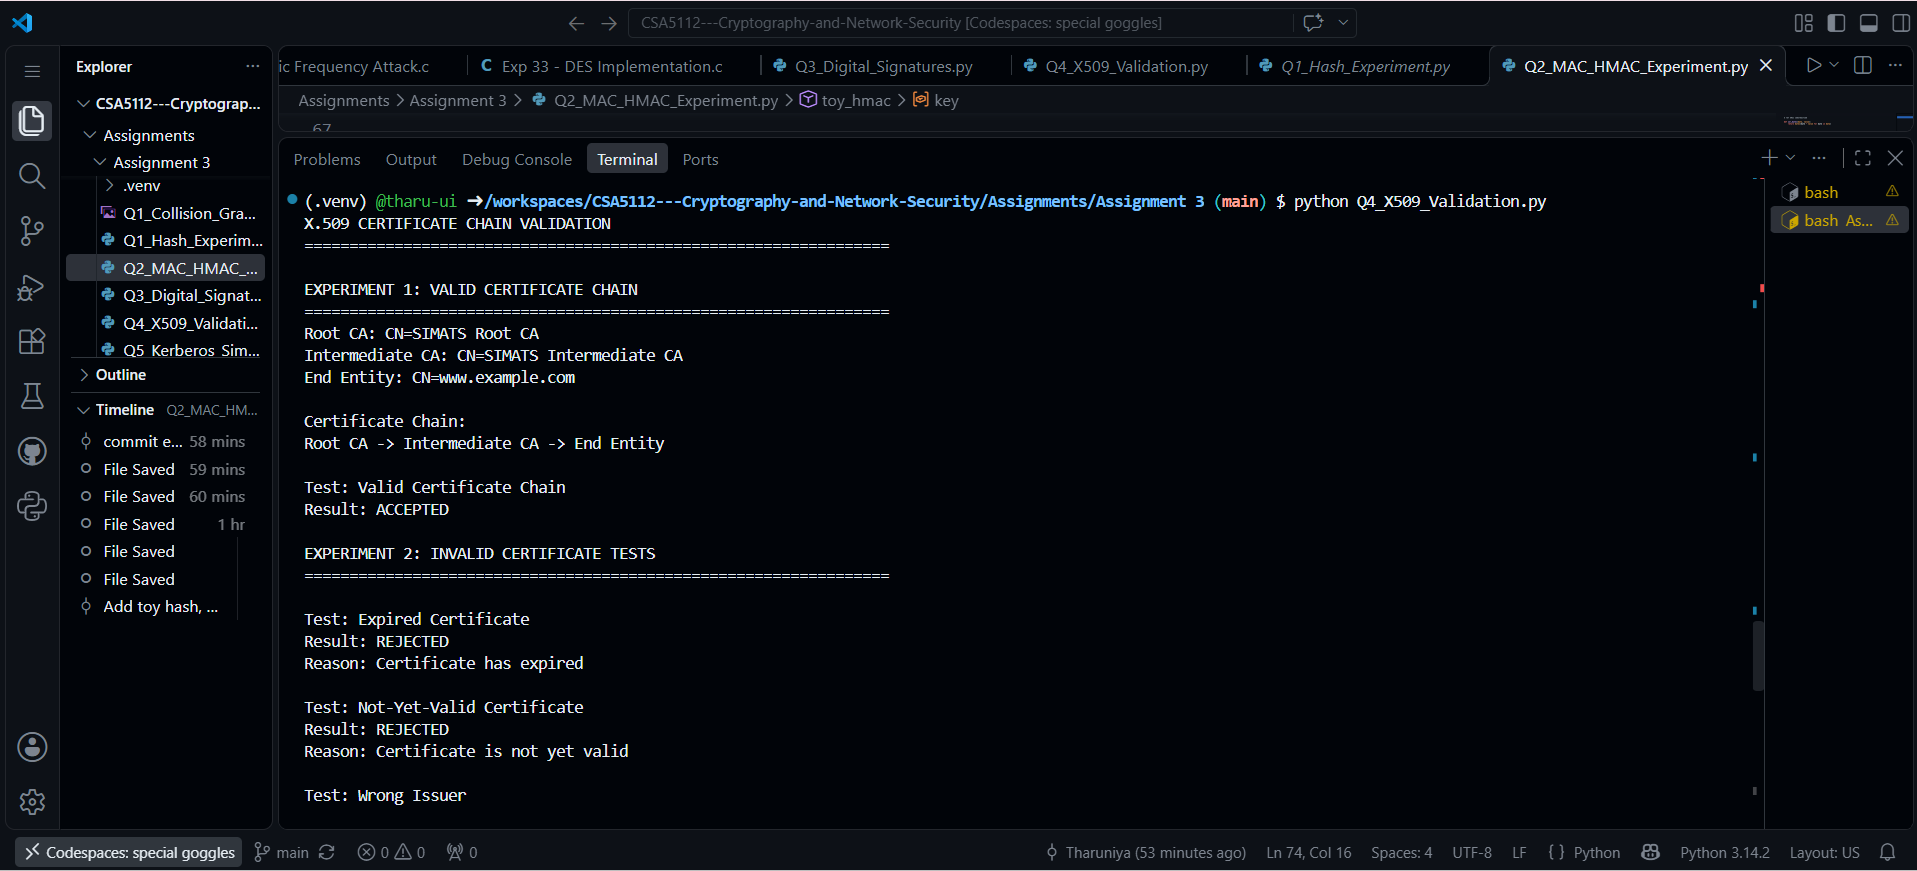 CSA5112---Cryptography-and-Network-Security [Codespaces: special goggles]
Explorer
CSA5112---Cryptograp...
Assignments
Assignment 3
.venv
Q1_Collision_Gra...
Q1_Hash_Experim...
Q2_MAC_HMAC_...
Q3_Digital_Signat...
Q4_X509_Validati...
Q5_Kerberos_Sim...
Outline
Timeline Q2_MAC_HM...
commit e... 58 mins
File Saved 59 mins
File Saved 60 mins
File Saved 1 hr
File Saved
File Saved
Add toy hash, ...
ic Frequency Attack.c
C Exp 33 - DES Implementation.c
Q3_Digital_Signatures.py
Q4_X509_Validation.py
Q1_Hash_Experiment.py
Q2_MAC_HMAC_Experiment.py
Assignments > Assignment 3 > Q2_MAC_HMAC_Experiment.py > toy_hmac > key
67
Problems Output Debug Console Terminal Ports
(.venv) @tharu-ui ➜/workspaces/CSA5112---Cryptography-and-Network-Security/Assignments/Assignment 3 (main) $ python Q4_X509_Validation.py
X.509 CERTIFICATE CHAIN VALIDATION
=================================================================
EXPERIMENT 1: VALID CERTIFICATE CHAIN
=================================================================
Root CA: CN=SIMATS Root CA
Intermediate CA: CN=SIMATS Intermediate CA
End Entity: CN=www.example.com
Certificate Chain:
Root CA -> Intermediate CA -> End Entity
Test: Valid Certificate Chain
Result: ACCEPTED
EXPERIMENT 2: INVALID CERTIFICATE TESTS
=================================================================
Test: Expired Certificate
Result: REJECTED
Reason: Certificate has expired
Test: Not-Yet-Valid Certificate
Result: REJECTED
Reason: Certificate is not yet valid
Test: Wrong Issuer
bash
bash As...
Codespaces: special goggles main 0 0 0 Tharuniya (53 minutes ago) Ln 74, Col 16 Spaces: 4 UTF-8 LF { } Python Python 3.14.2 Layout: US